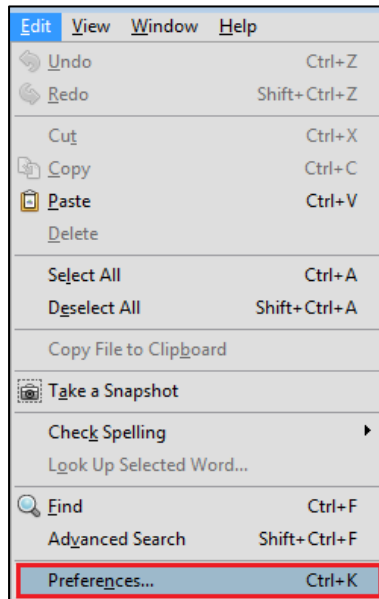 Edit View Window Help
Undo Ctrl+Z
Redo Shift+Ctrl+Z
Cut Ctrl+X
Copy Ctrl+C
Paste Ctrl+V
Delete
Select All Ctrl+A
Deselect All Shift+Ctrl+A
Copy File to Clipboard
Take a Snapshot
Check Spelling
Look Up Selected Word...
Find Ctrl+F
Advanced Search Shift+Ctrl+F
Preferences... Ctrl+K